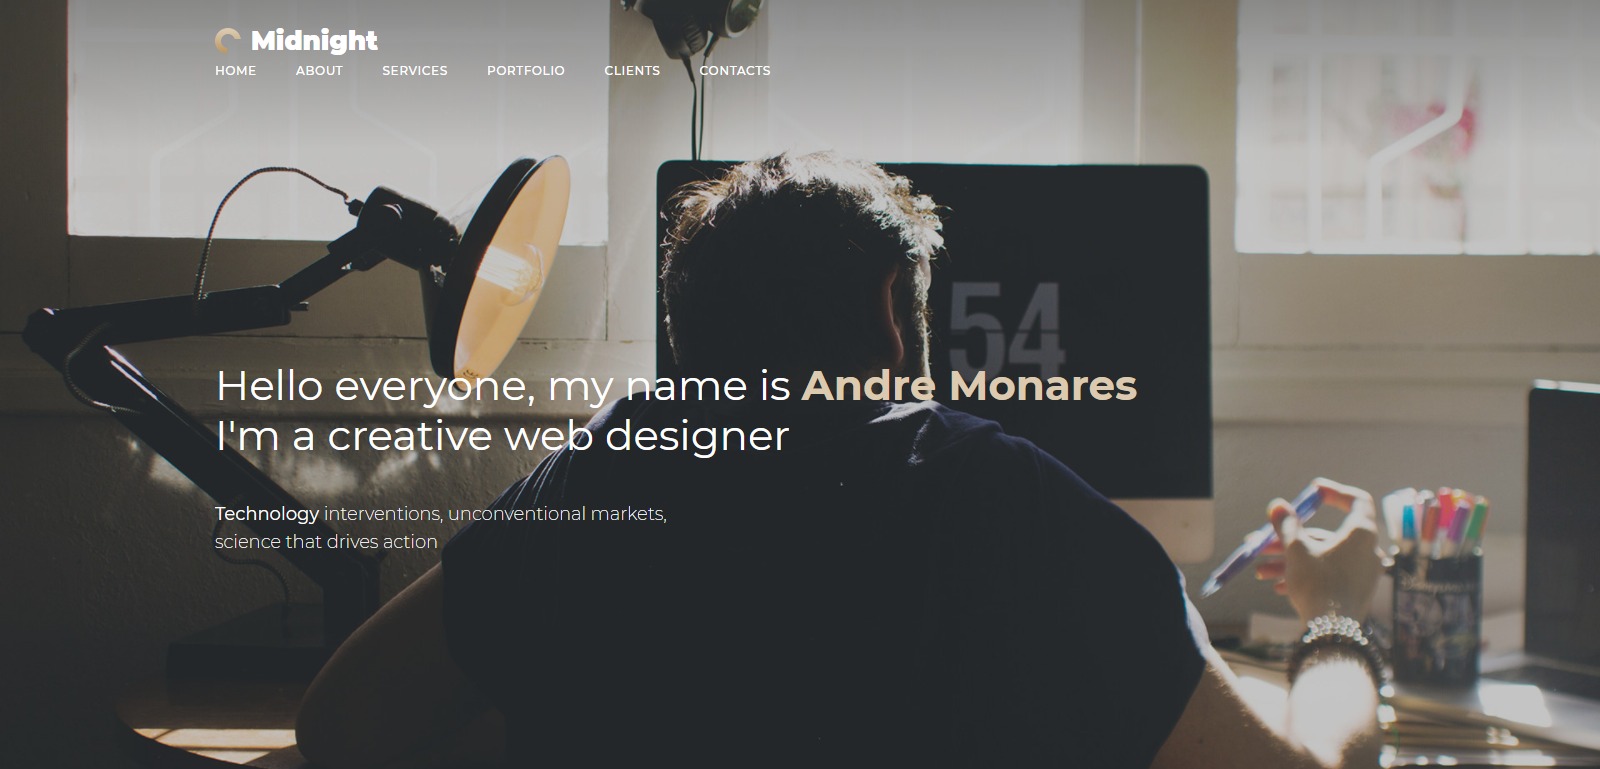 Midnight
HOME ABOUT SERVICES PORTFOLIO CLIENTS CONTACTS
54
Hello everyone, my name is Andre Monares
I'm a creative web designer
Technology interventions, unconventional markets,
science that drives action